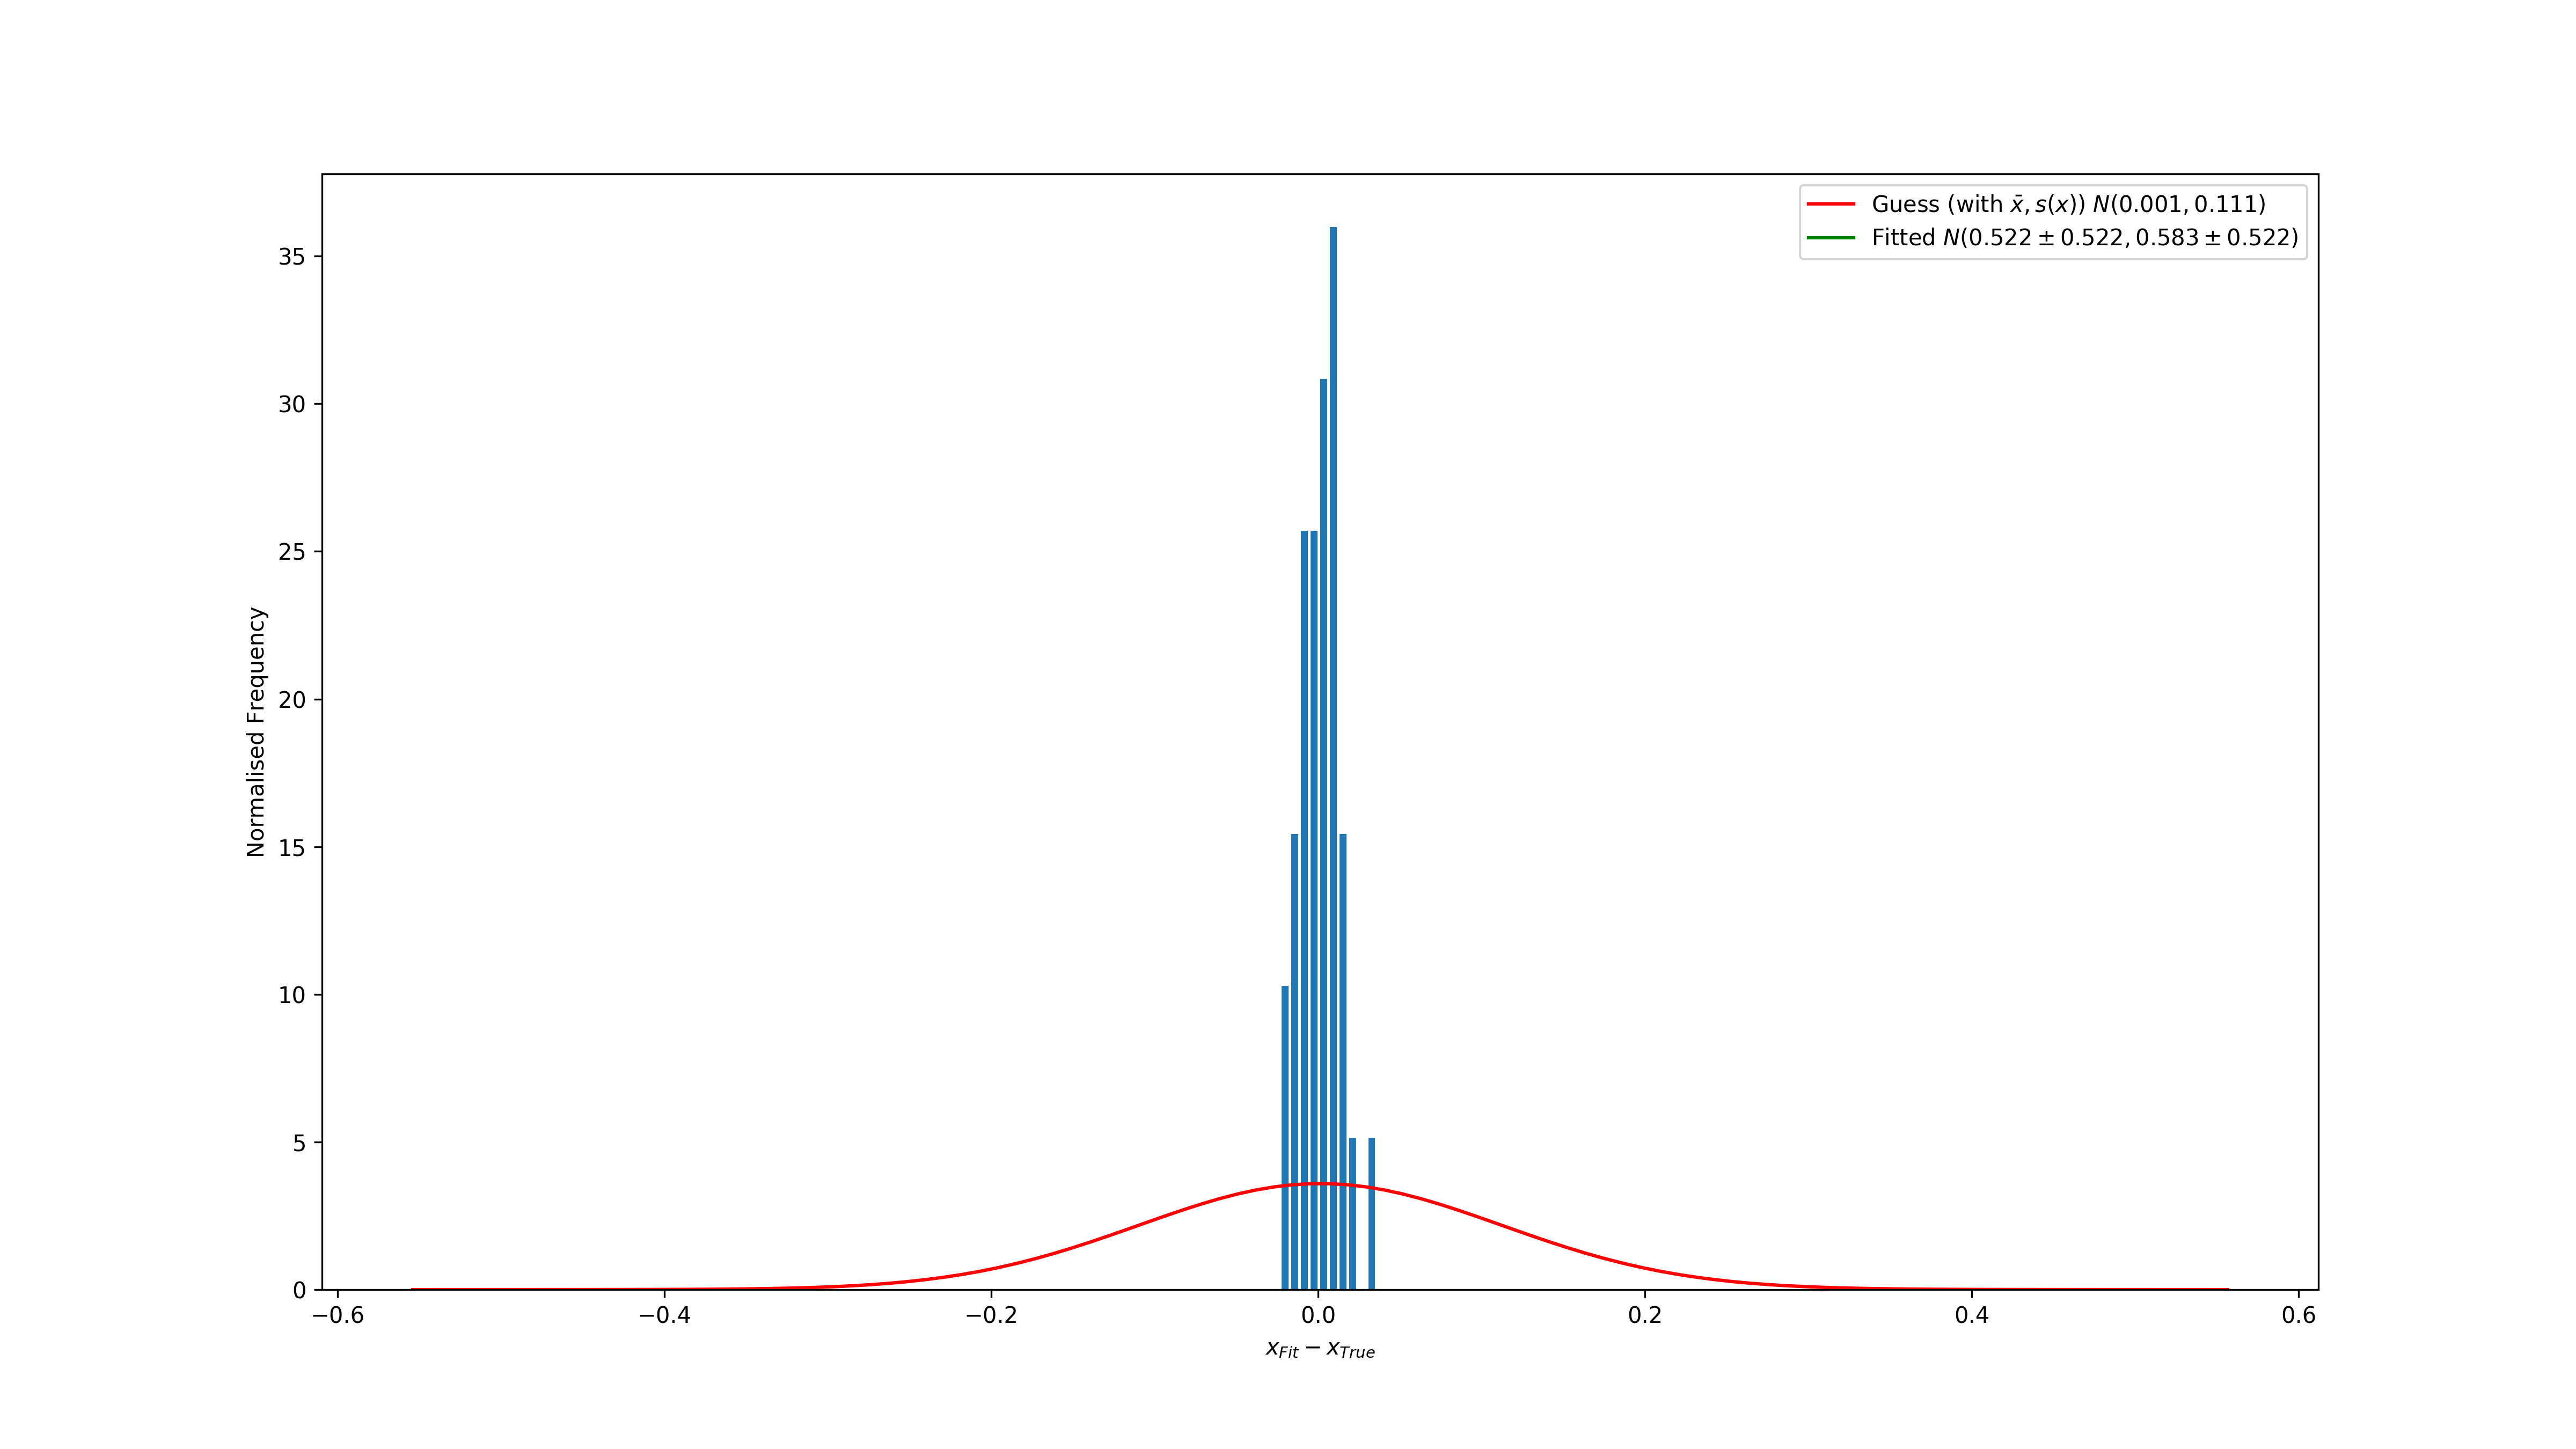 Guess (with x̄, s(x)) N(0.001, 0.111)
Fitted N(0.522 ± 0.522, 0.583 ± 0.522)
35
30
25
20
15
10
5
0
Normalised Frequency
−0.6 −0.4 −0.2 0.0 0.2 0.4 0.6
x_Fit − x_True